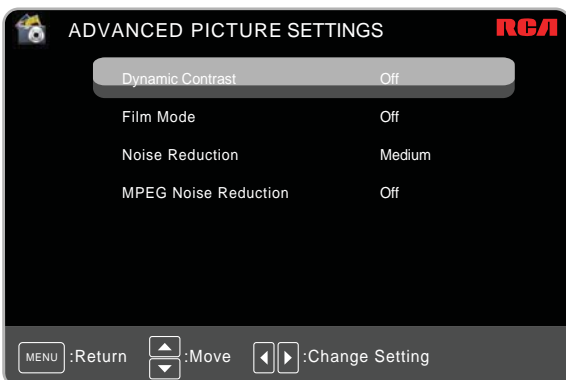 ADVANCED PICTURE SETTINGS RCA
Dynamic Contrast Off
Film Mode Off
Noise Reduction Medium
MPEG Noise Reduction Off
MENU :Return :Move :Change Setting